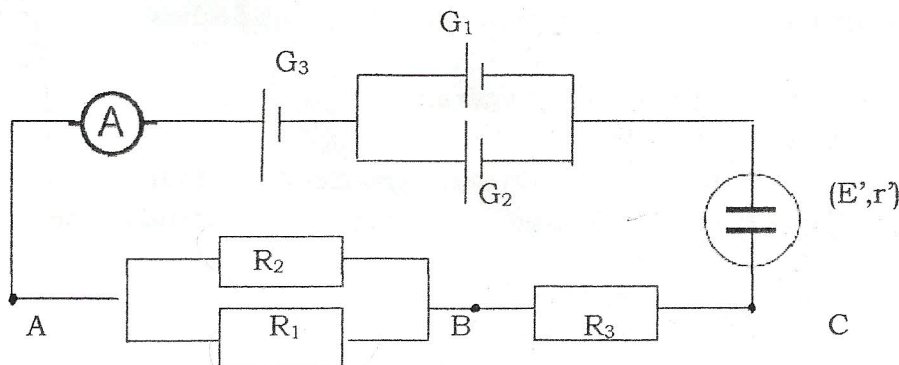 G₁
G₃
A
(E',r')
G₂
R₂
A R₁ B R₃ C